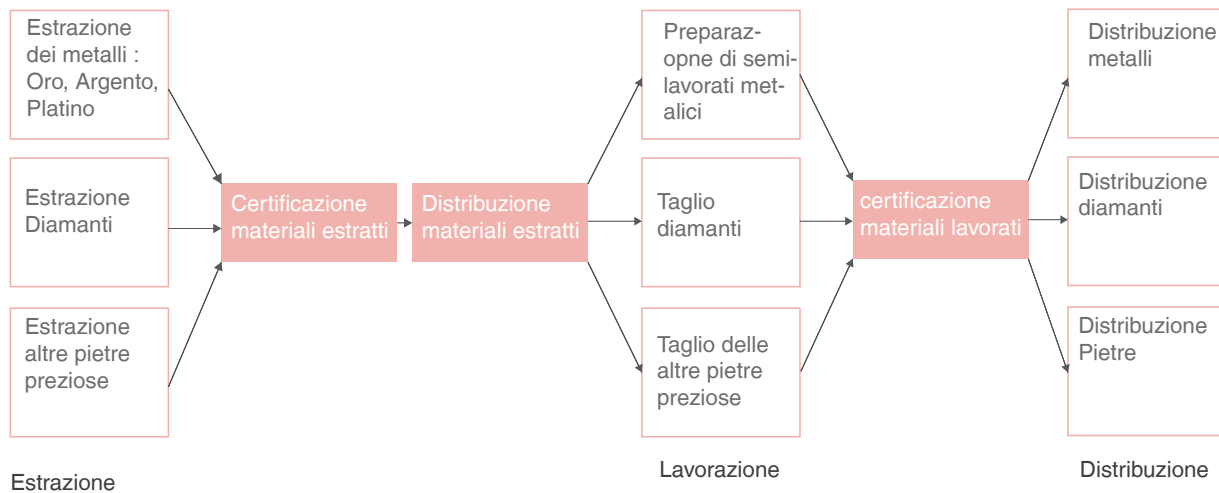 Estrazione
dei metalli :
Oro, Argento,
Platino
Estrazione
Diamanti
Estrazione
altre pietre
preziose
Certificazione
materiali estratti
Distribuzione
materiali estratti
Preparaz-
opne di semi-
lavorati met-
alici
Taglio
diamanti
Taglio delle
altre pietre
preziose
certificazione
materiali lavorati
Distribuzione
metalli
Distribuzione
diamanti
Distribuzione
Pietre
Estrazione
Lavorazione
Distribuzione